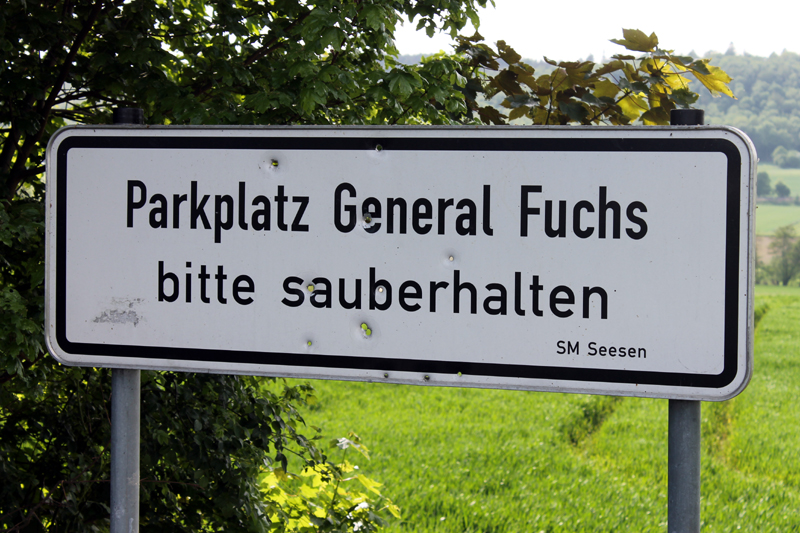 Parkplatz General Fuchs
bitte sauberhalten
SM Seesen